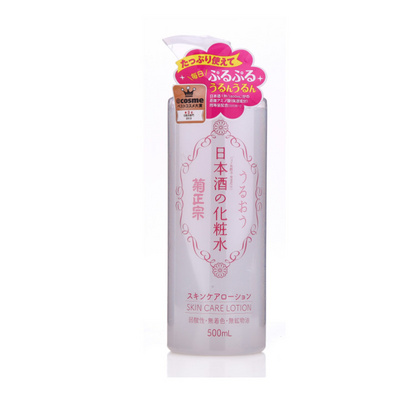 たっぷり使えて
毎日
ぷるぷる
うるんうるん
@cosme
うるおう
日本酒の化粧水
菊正宗
スキンケアローション
SKIN CARE LOTION
弱酸性・無着色・無鉱物油
500mL